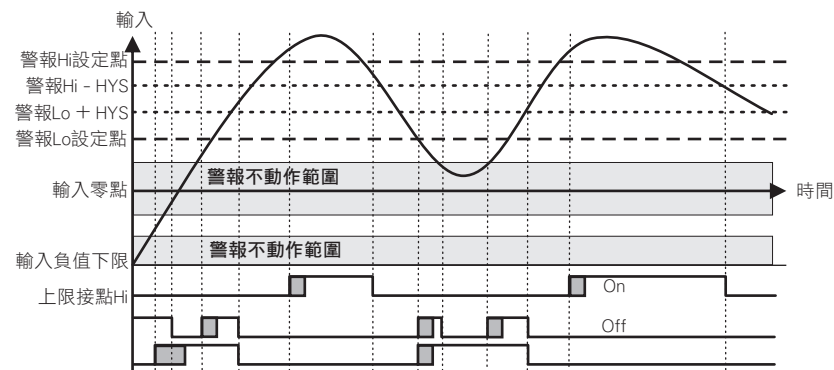 輸入
警報Hi設定點
警報Hi - HYS
警報Lo + HYS
警報Lo設定點
警報不動作範圍
輸入零點
時間
警報不動作範圍
輸入負值下限
上限接點Hi
On
Off